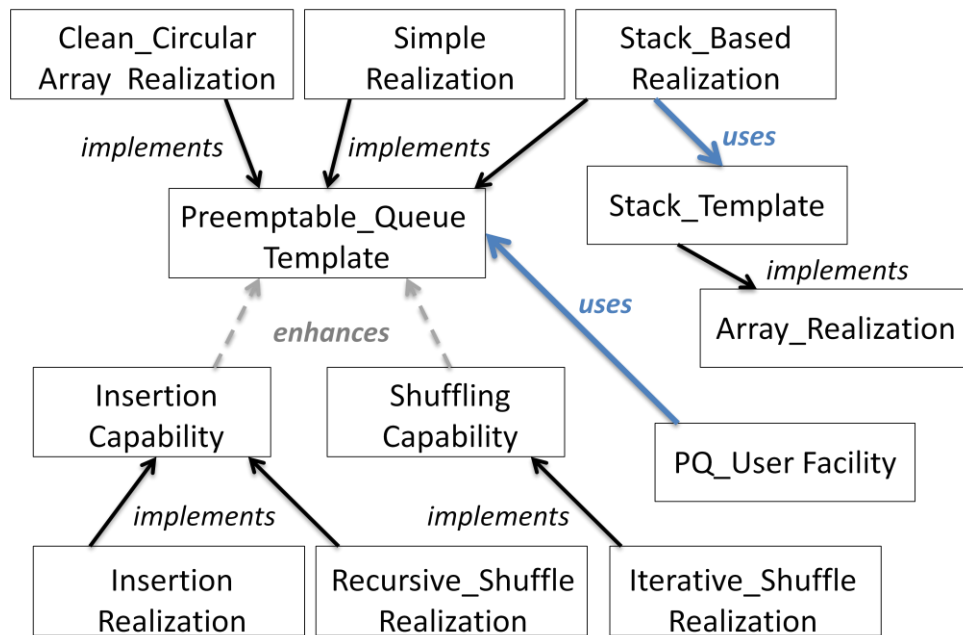 Clean_Circular
Array Realization
Simple
Realization
Stack_Based
Realization
implements
implements
uses
Preemptable_Queue
Template
Stack_Template
implements
Array_Realization
enhances
uses
Insertion
Capability
Shuffling
Capability
PQ_User Facility
implements
implements
Insertion
Realization
Recursive_Shuffle
Realization
Iterative_Shuffle
Realization